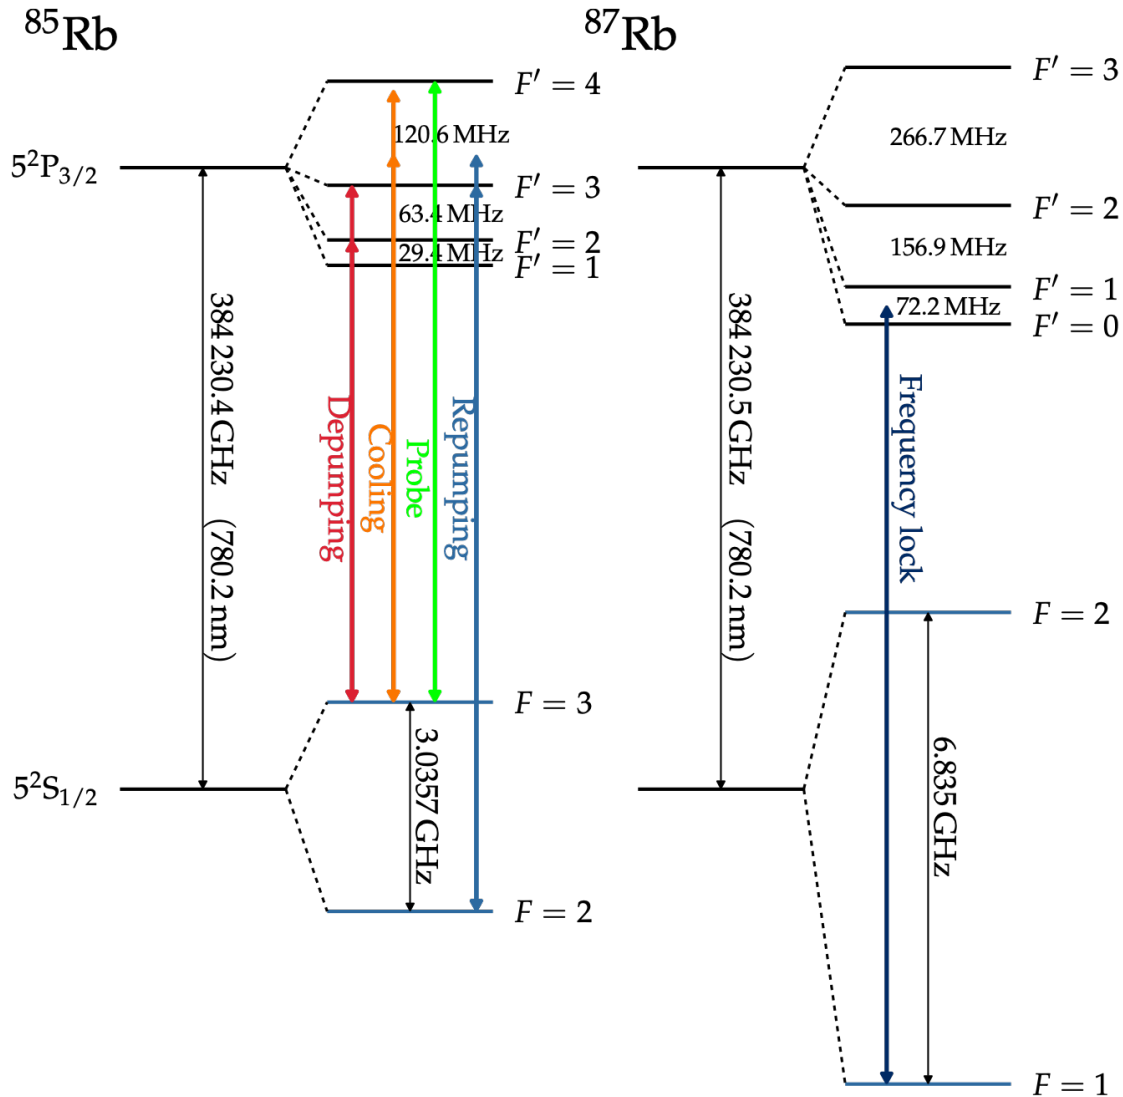 ⁸⁵Rb
⁸⁷Rb
5²P₃/₂
F′ = 4
120.6 MHz
F′ = 3
63.4 MHz
F′ = 2
29.4 MHz
F′ = 1
384 230.4 GHz (780.2 nm)
Depumping
Cooling
Probe
Repumping
F = 3
3.0357 GHz
5²S₁/₂
F = 2
F′ = 3
266.7 MHz
F′ = 2
156.9 MHz
F′ = 1
72.2 MHz
F′ = 0
384 230.5 GHz (780.2 nm)
Frequency lock
F = 2
6.835 GHz
F = 1